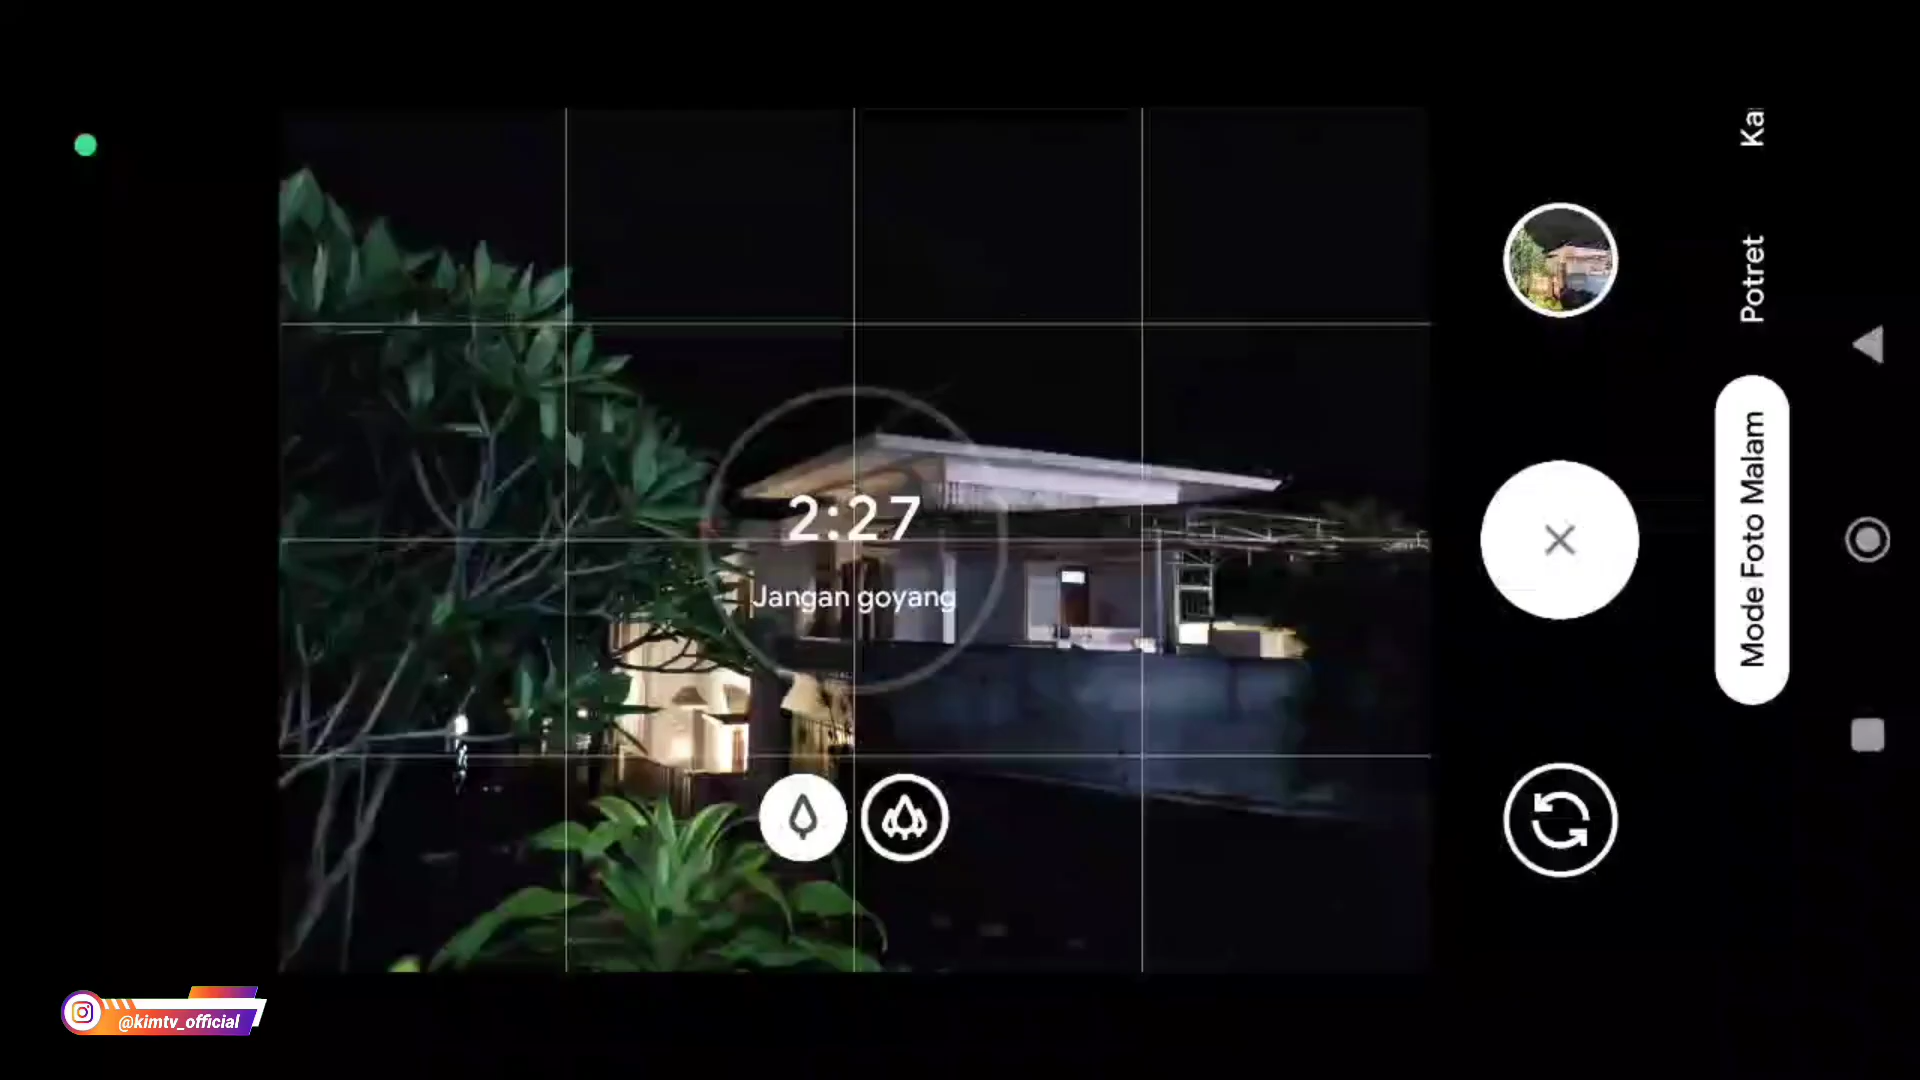 2:27
Jangan goyang
Ka
Potret
Mode Foto Malam
@kimtv_official